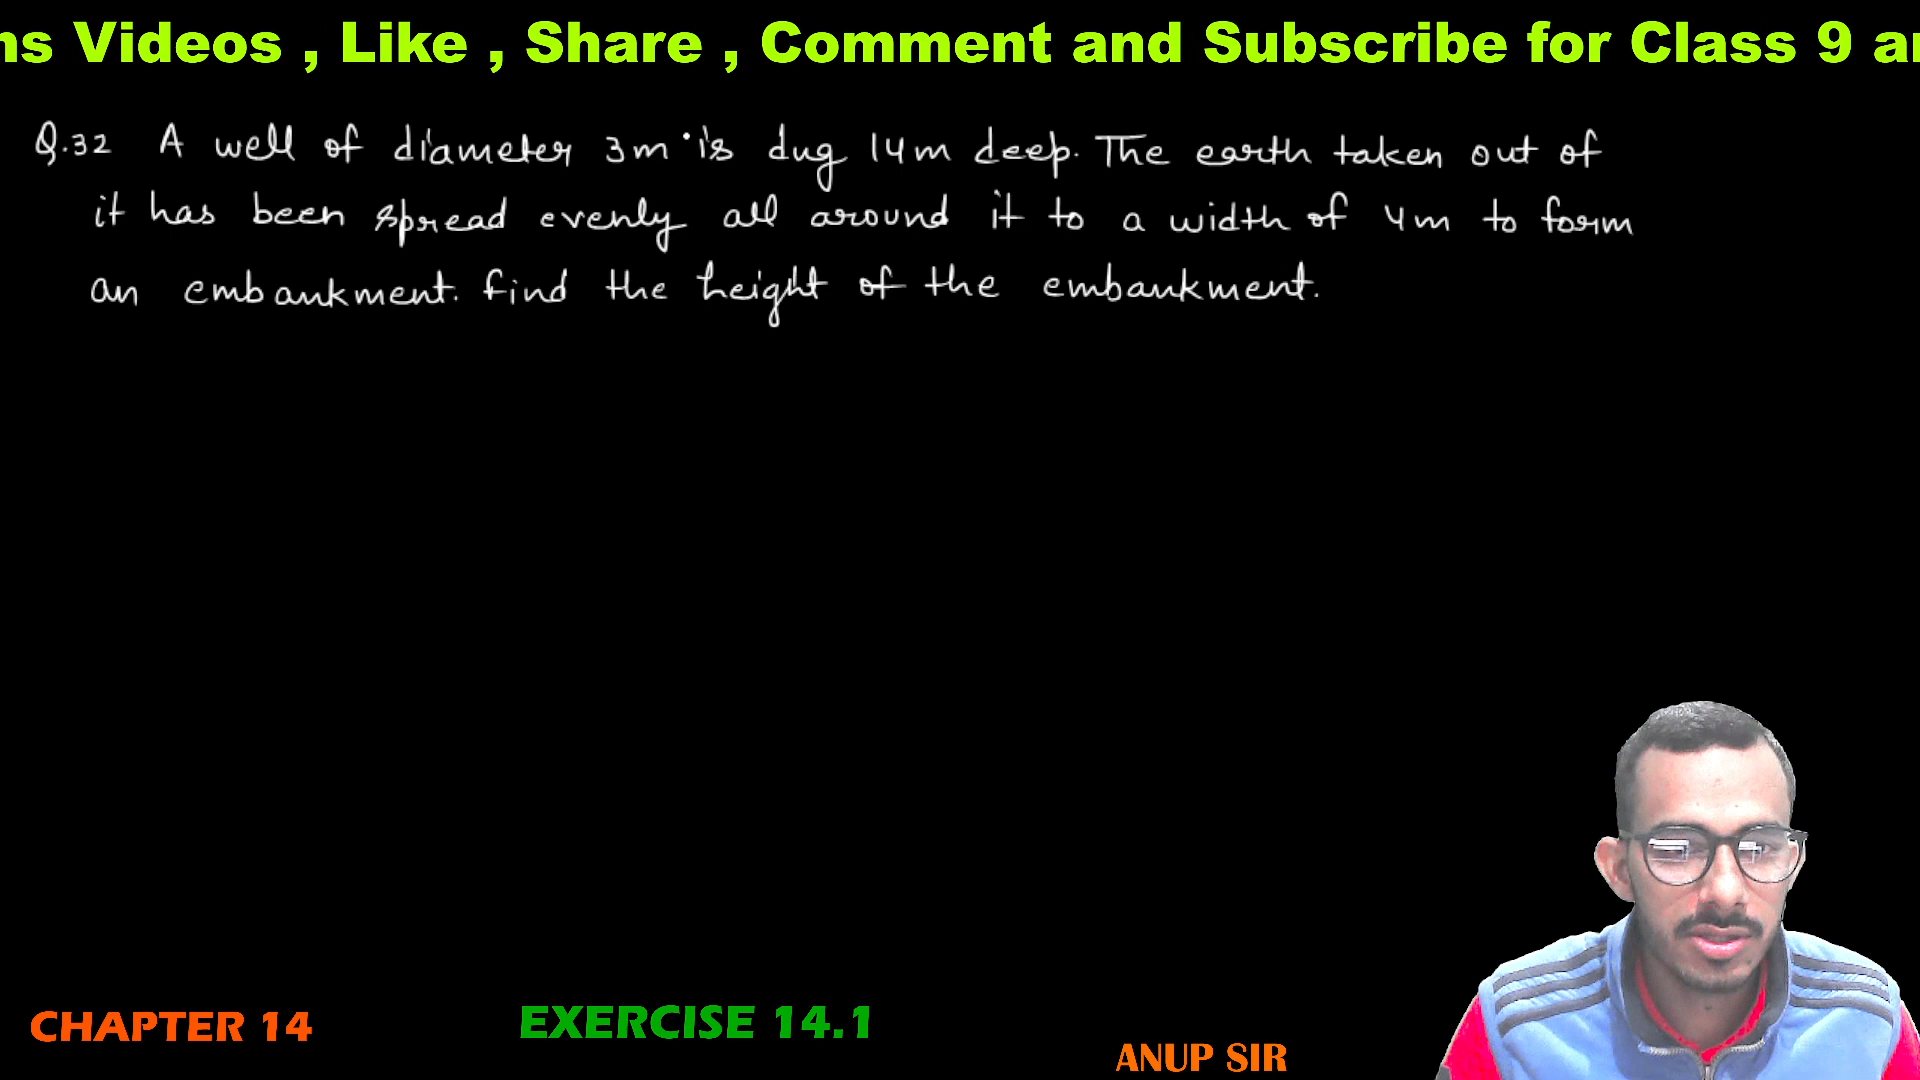 ns Videos , Like , Share , Comment and Subscribe for Class 9 an
Q.32 A well of diameter 3m is dug 14m deep. The earth taken out of
it has been spread evenly all around it to a width of 4m to form
an embankment. find the height of the embankment.
CHAPTER 14
EXERCISE 14.1
ANUP SIR